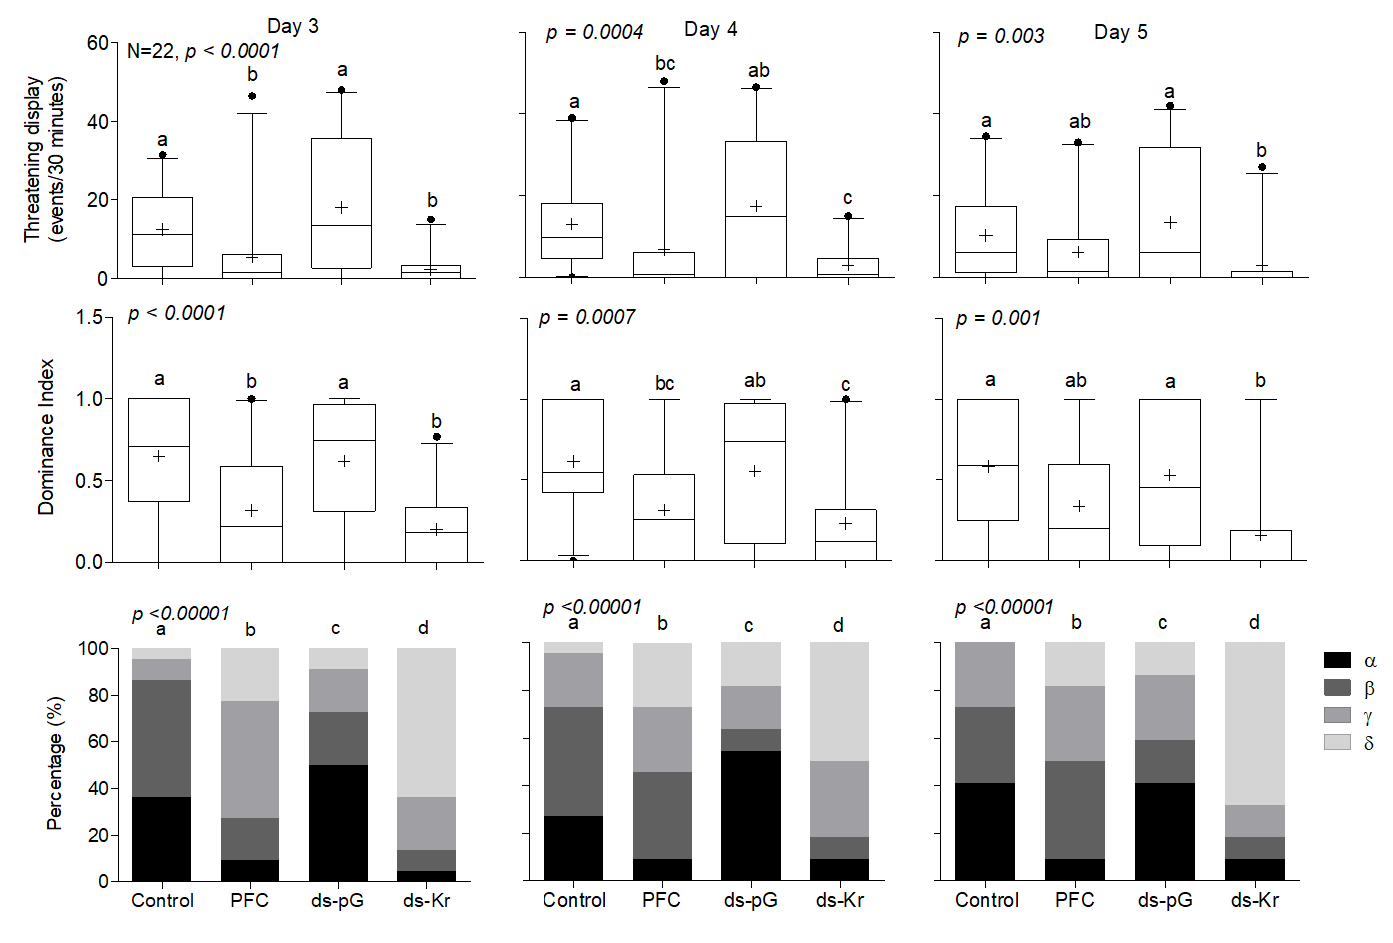 Day 3
Day 4
Day 5
Threatening display
(events/30 minutes)
60
40
20
0
N=22, p < 0.0001
a
b
a
b
p = 0.0004
a
bc
ab
c
p = 0.003
a
ab
a
b
Dominance Index
1.5
1.0
0.5
0.0
p < 0.0001
a
b
a
b
p = 0.0007
a
bc
ab
c
p = 0.001
a
ab
a
b
Percentage (%)
100
80
60
40
20
0
p <0.00001
a
b
c
d
p <0.00001
a
b
c
d
p <0.00001
a
b
c
d
α
β
γ
δ
Control PFC ds-pG ds-Kr
Control PFC ds-pG ds-Kr
Control PFC ds-pG ds-Kr